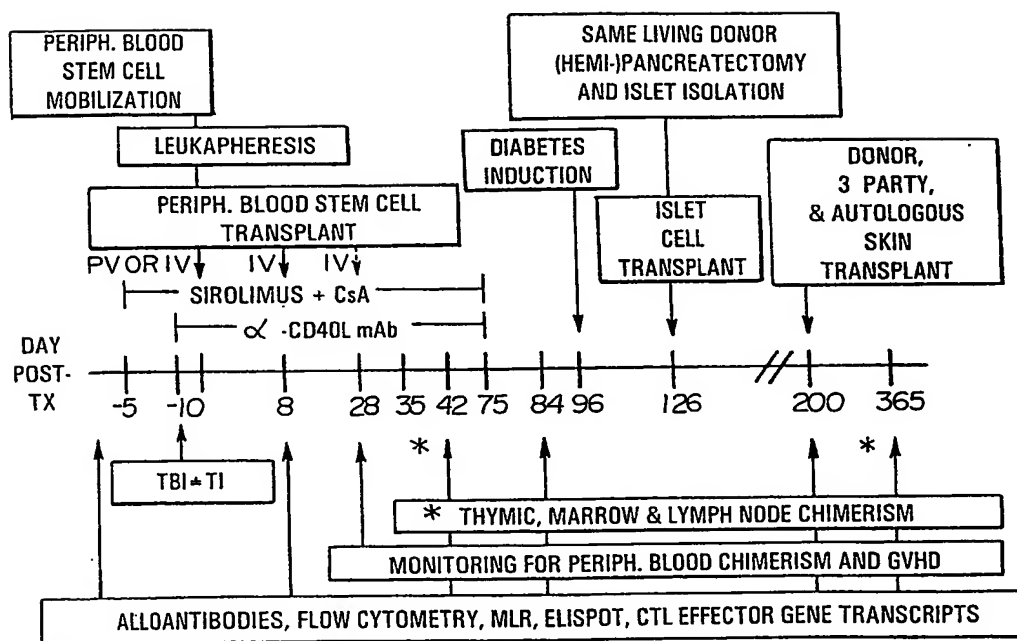 PERIPH. BLOOD
STEM CELL
MOBILIZATION
LEUKAPHERESIS
PERIPH. BLOOD STEM CELL
TRANSPLANT
SAME LIVING DONOR
(HEMI-)PANCREATECTOMY
AND ISLET ISOLATION
DIABETES
INDUCTION
ISLET
CELL
TRANSPLANT
DONOR,
3 PARTY,
& AUTOLOGOUS
SKIN
TRANSPLANT
PV OR IV IV IV
SIROLIMUS + CsA
α -CD40L mAb
DAY
POST-
TX
-5 -10 8 28 35 42 75 84 96 126 200 365
* *
TBI ± TI
* THYMIC, MARROW & LYMPH NODE CHIMERISM
MONITORING FOR PERIPH. BLOOD CHIMERISM AND GVHD
ALLOANTIBODIES, FLOW CYTOMETRY, MLR, ELISPOT, CTL EFFECTOR GENE TRANSCRIPTS